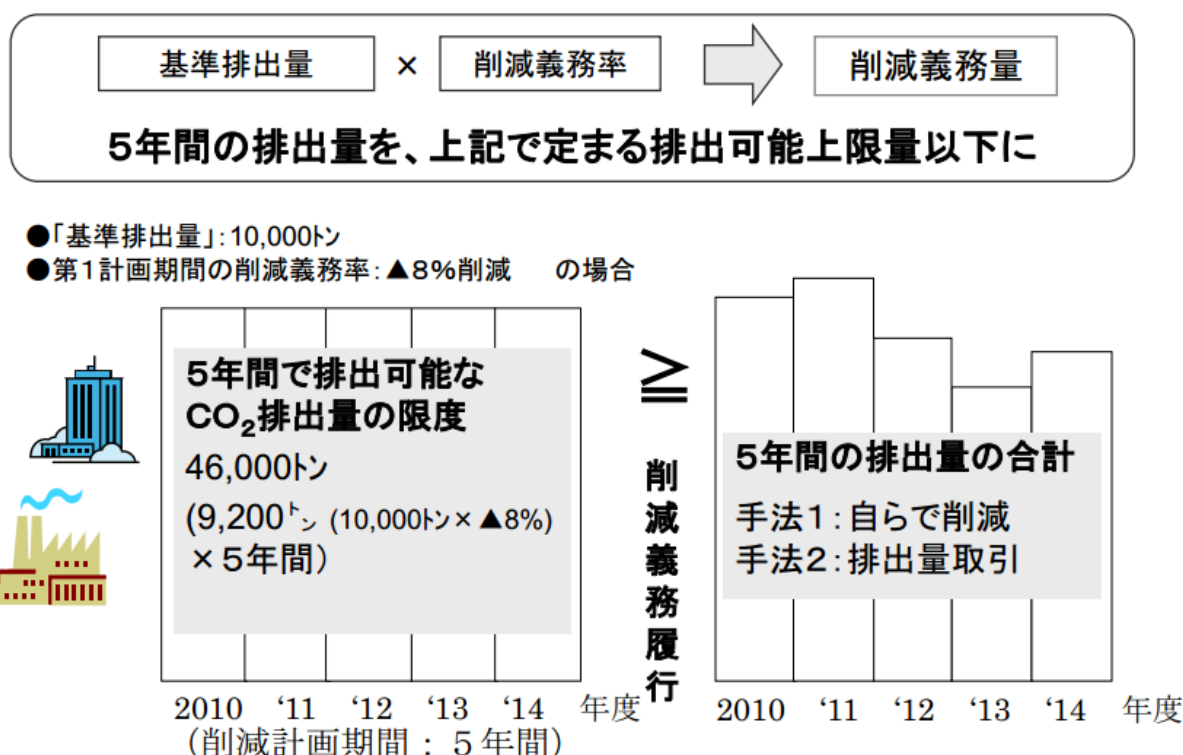 基準排出量 × 削減義務率 削減義務量
5年間の排出量を、上記で定まる排出可能上限量以下に
●「基準排出量」:10,000トン
●第1計画期間の削減義務率:▲8%削減 の場合
5年間で排出可能な
CO₂排出量の限度
46,000トン
(9,200トン (10,000トン×▲8%)
×5年間)
2010 ‘11 ‘12 ‘13 ‘14 年度
(削減計画期間:5年間)
≧
削減義務履行
5年間の排出量の合計
手法1:自らで削減
手法2:排出量取引
2010 ‘11 ‘12 ‘13 ‘14 年度